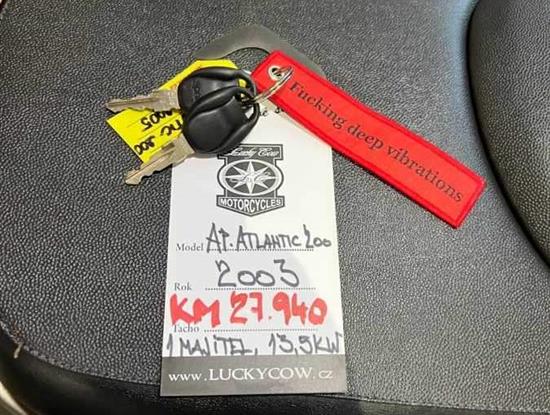 Fucking deep vibrations
Lucky Cow
MOTORCYCLES
Model AP. ATLANTIC 200
Rok 2003
KM 27.940
Tacho
1 MAJITEL, 13,5KW
www.LUCKYCOW.cz